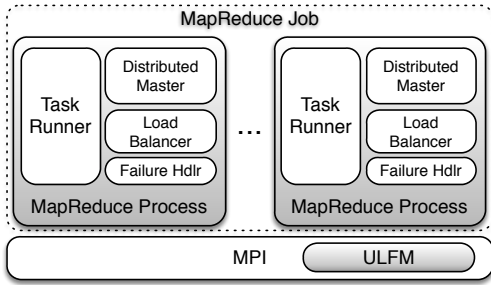 MapReduce Job
Task
Runner
Distributed
Master
Load
Balancer
Failure Hdlr
MapReduce Process
...
Task
Runner
Distributed
Master
Load
Balancer
Failure Hdlr
MapReduce Process
MPI
ULFM